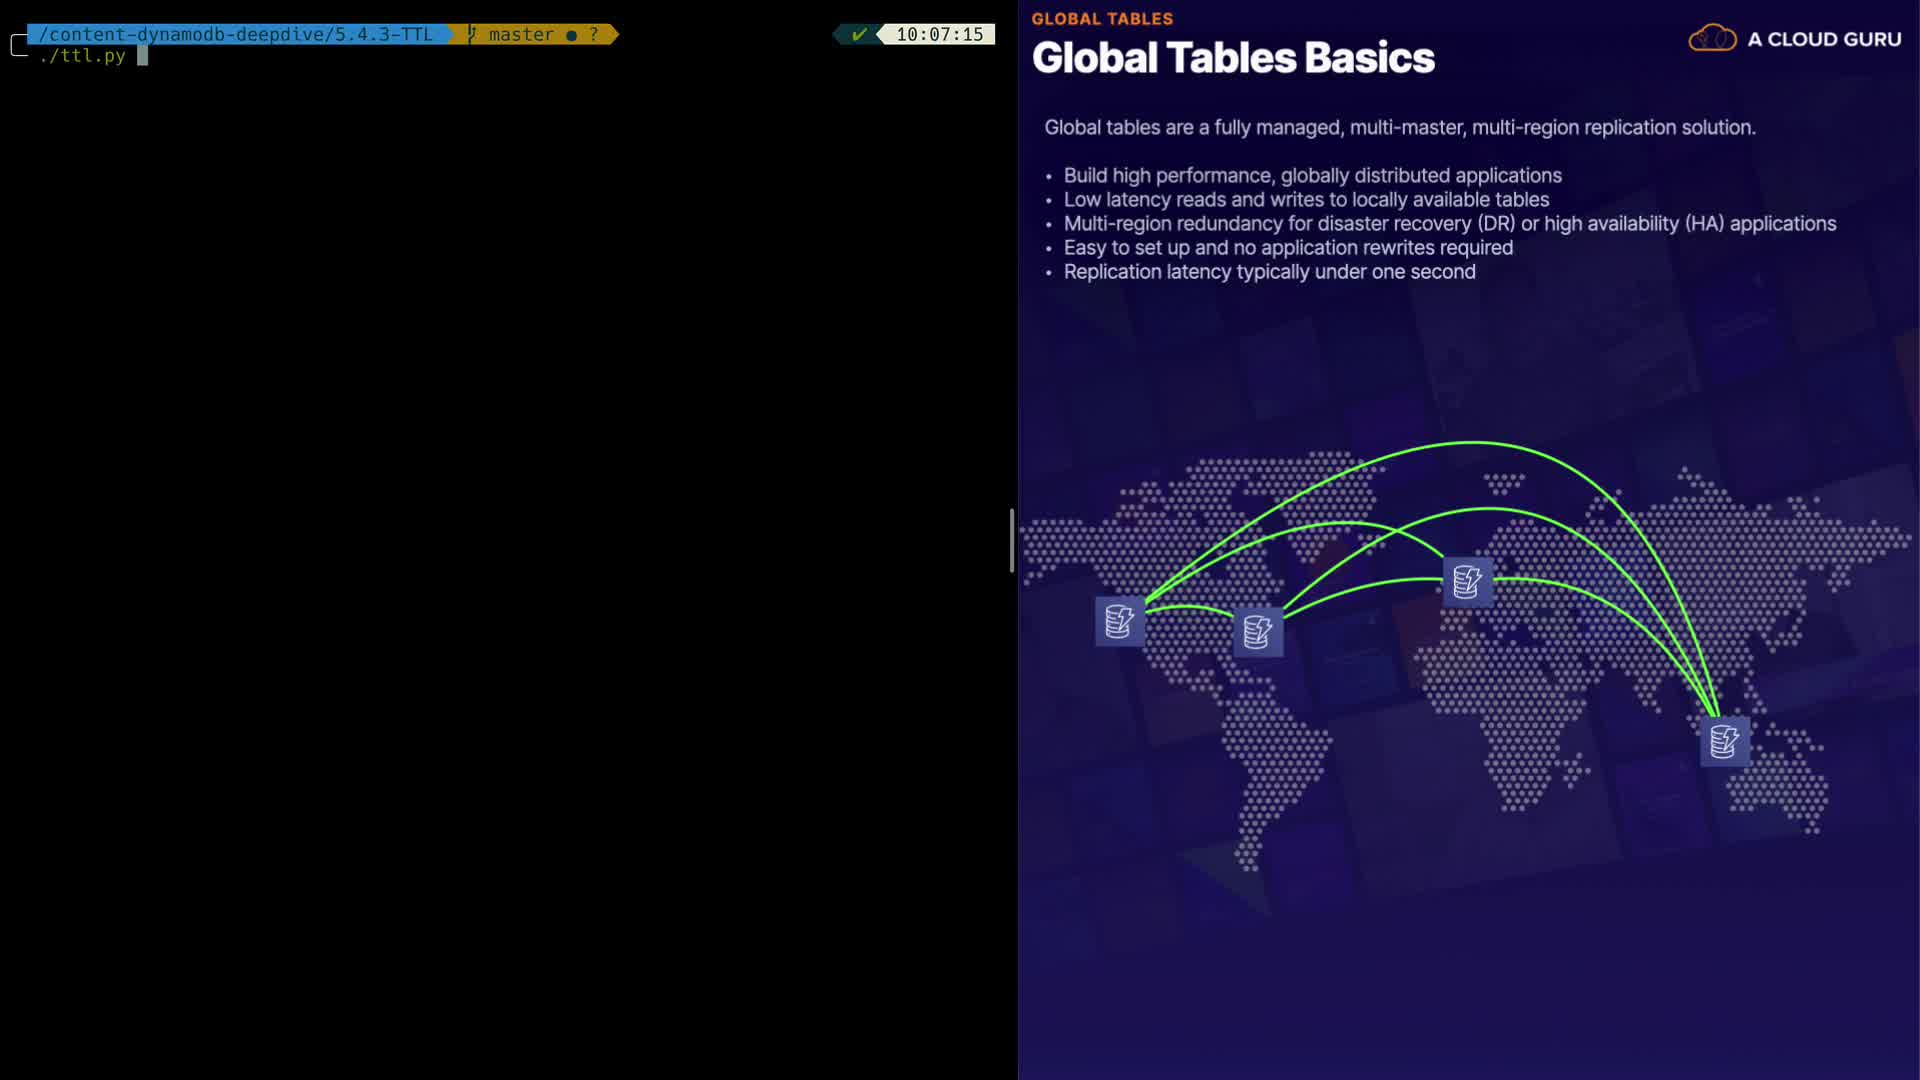 /content-dynamodb-deepdive/5.4.3-TTL master ● ? ✔ 10:07:15
./ttl.py
GLOBAL TABLES
Global Tables Basics
A CLOUD GURU
Global tables are a fully managed, multi-master, multi-region replication solution.
• Build high performance, globally distributed applications
• Low latency reads and writes to locally available tables
• Multi-region redundancy for disaster recovery (DR) or high availability (HA) applications
• Easy to set up and no application rewrites required
• Replication latency typically under one second